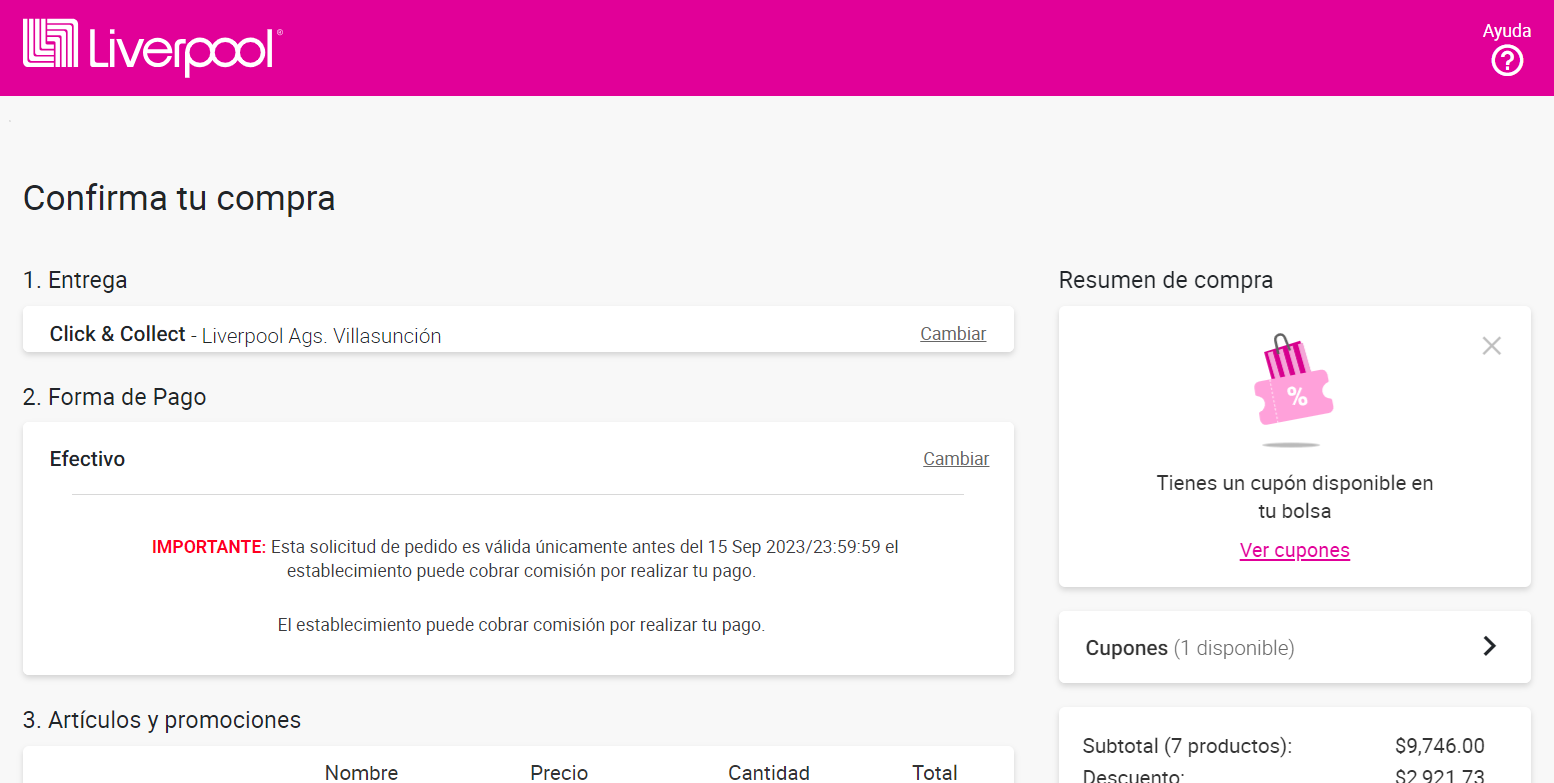 Liverpool®
Ayuda
?
Confirma tu compra
1. Entrega
Click & Collect - Liverpool Ags. Villasunción
Cambiar
2. Forma de Pago
Efectivo
Cambiar
IMPORTANTE: Esta solicitud de pedido es válida únicamente antes del 15 Sep 2023/23:59:59 el
establecimiento puede cobrar comisión por realizar tu pago.
El establecimiento puede cobrar comisión por realizar tu pago.
3. Artículos y promociones
Nombre Precio Cantidad Total
Resumen de compra
%
Tienes un cupón disponible en
tu bolsa
Ver cupones
Cupones (1 disponible)
Subtotal (7 productos): $9,746.00
Descuento: $2,921.73